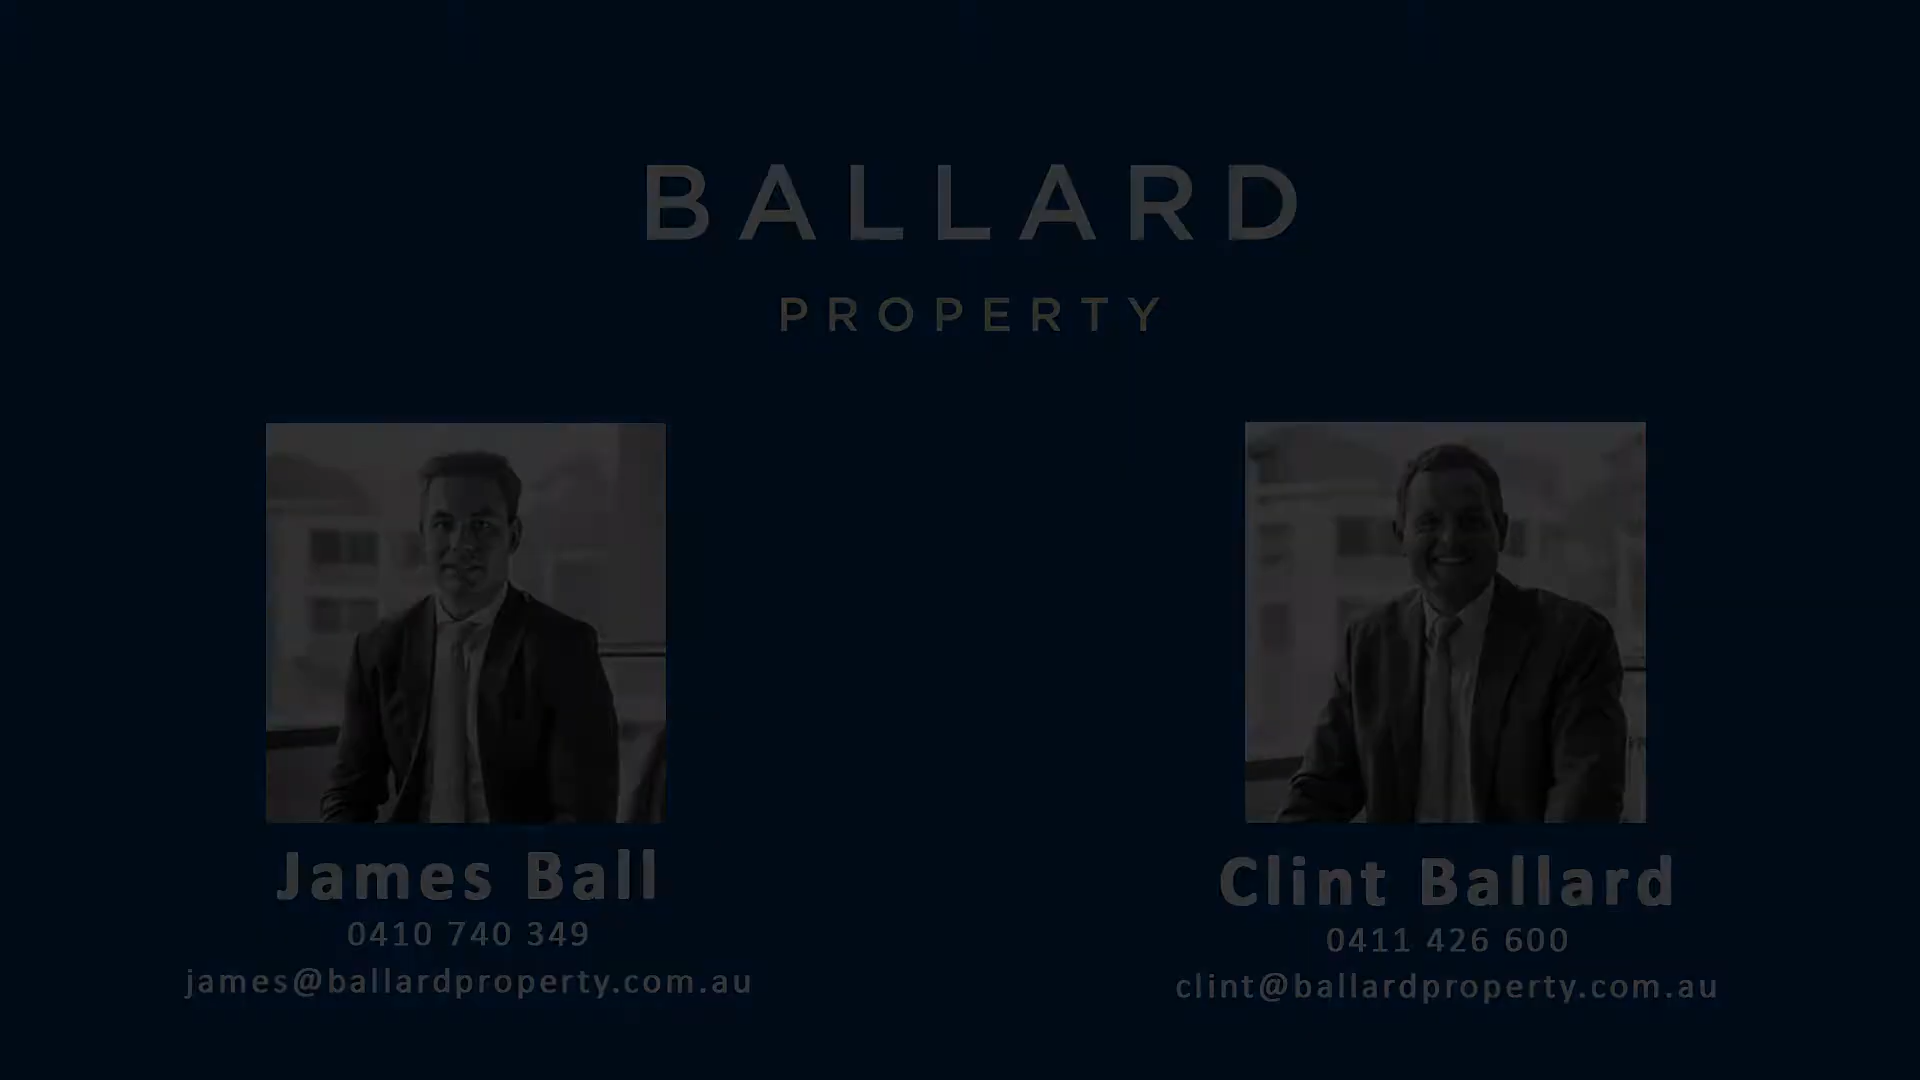 BALLARD
PROPERTY
James Ball
0410 740 349
james@ballardproperty.com.au
Clint Ballard
0411 426 600
clint@ballardproperty.com.au